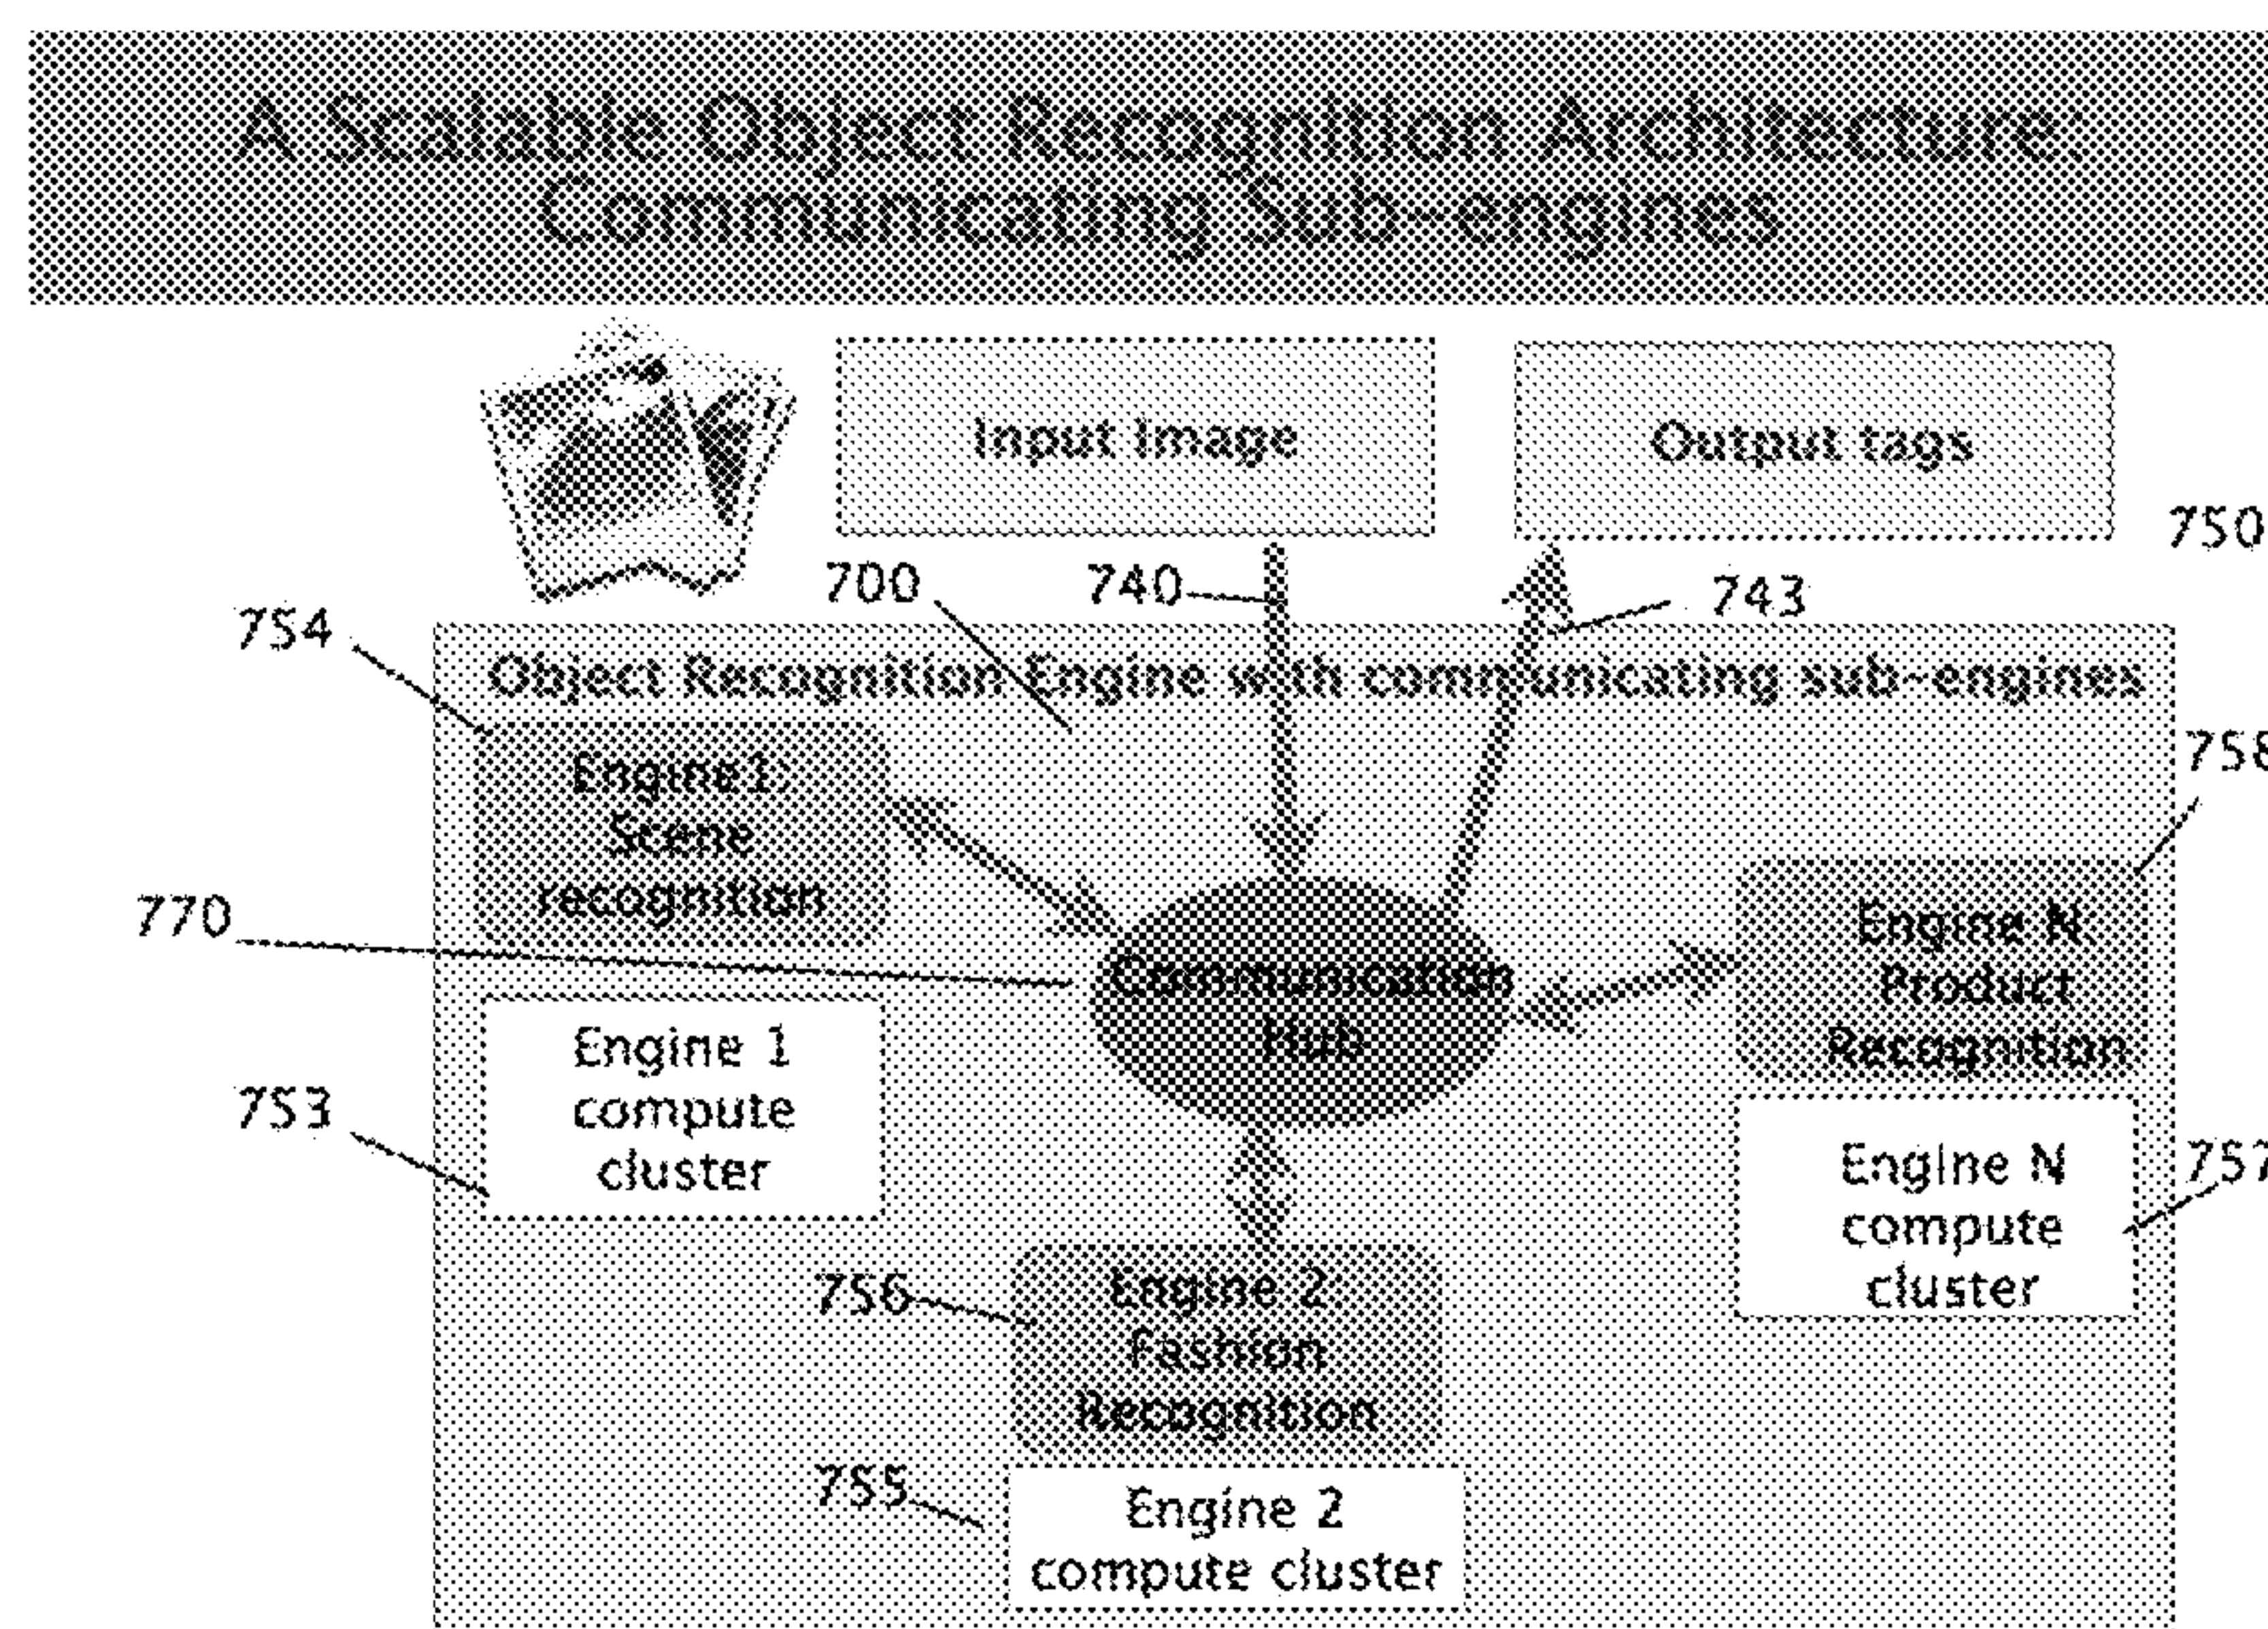 A Scalable Object Recognition Architecture:
Communicating Sub-engines
Input Image
Output tags
750
700
740
743
754
Object Recognition Engine with communicating sub-engines
758
Engine1:
Scene
recognition
770
Communication
Hub
Engine N:
Product
Recognition
Engine 1
compute
cluster
753
Engine N
compute
cluster
757
756
Engine 2:
Fashion
Recognition
755
Engine 2
compute cluster